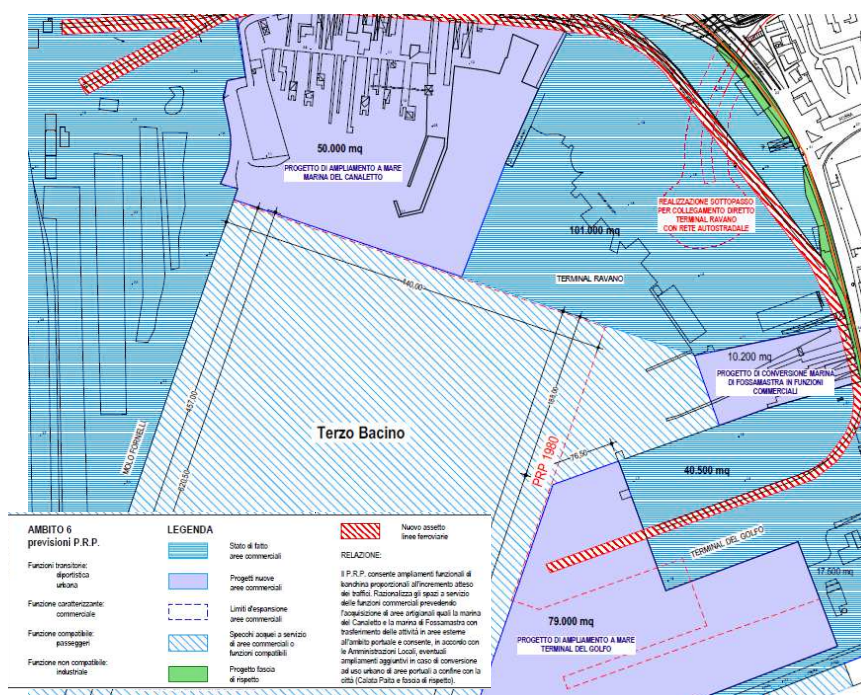 50.000 mq
PROGETTO DI AMPLIAMENTO A MARE
MARINA DEL CANALETTO
REALIZZAZIONE SOTTOPASSO
PER COLLEGAMENTO DIRETTO
TERMINAL RAVANO
CON RETE AUTOSTRADALE
101.000 mq
TERMINAL RAVANO
440,00
10.200 mq
PROGETTO DI CONVERSIONE MARINA
DI FOSSAMASTRA IN FUNZIONI
COMMERCIALI
457,00
Terzo Bacino
MOLO FORNELLI
PRP 1980
40.500 mq
TERMINAL DEL GOLFO
17.500 mq
79.000 mq
PROGETTO DI AMPLIAMENTO A MARE
TERMINAL DEL GOLFO
AMBITO 6
previsioni P.R.P.
Funzioni transitorie:
diportistica
urbana
Funzione caratterizzante:
commerciale
Funzione compatibile:
passeggeri
Funzione non compatibile:
industriale
LEGENDA
Stato di fatto
aree commerciali
Progetti nuove
aree commerciali
Limiti d'espansione
aree commerciali
Specchi acquei a servizio
di aree commerciali o
funzioni compatibili
Progetto fascia
di rispetto
Nuovo assetto
linee ferroviarie
RELAZIONE:
Il P.R.P. consente ampliamenti funzionali di
banchina proporzionali all'incremento atteso
dei traffici. Razionalizza gli spazi a servizio
delle funzioni commerciali prevedendo
l'acquisizione di aree artigianali quali la marina
del Canaletto e la marina di Fossamastra con
trasferimento delle attività in aree esterne
all'ambito portuale e consente, in accordo con
le Amministrazioni Locali, eventuali
ampliamenti aggiuntivi in caso di conversione
ad uso urbano di aree portuali a confine con la
città (Calata Paita e fascia di rispetto).